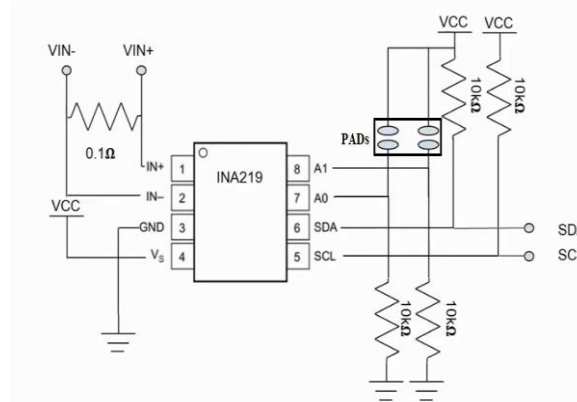 VCC
VCC
VIN-
VIN+
10kΩ
10kΩ
PADs
0.1Ω
IN+
1
INA219
8
A1
IN–
2
7
A0
VCC
GND
3
6
SDA
SD
VS
4
5
SCL
SC
10kΩ
10kΩ